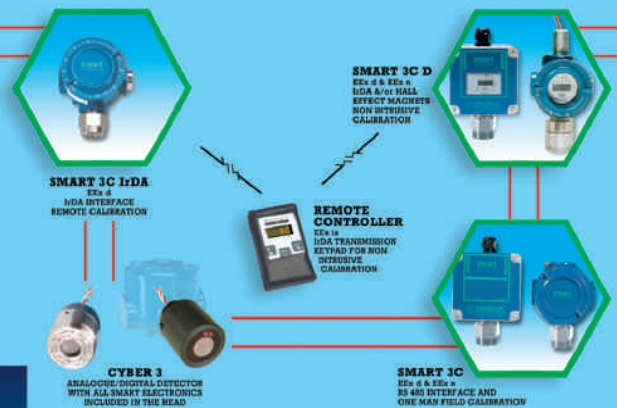 SMART 3C D
EEx d & EEx n
IrDA &/or HALL
EFFECT MAGNETS
NON INTRUSIVE
CALIBRATION
SMART 3C IrDA
EEx d
IrDA INTERFACE
REMOTE CALIBRATION
REMOTE
CONTROLLER
EEx ia
IrDA TRANSMISSION
KEYPAD FOR NON
INTRUSIVE
CALIBRATION
CYBER 3
ANALOGUE/DIGITAL DETECTOR
WITH ALL SMART ELECTRONICS
INCLUDED IN THE HEAD
SMART 3C
EEx d & EEx n
RS 485 INTERFACE AND
ONE MAN FIELD CALIBRATION